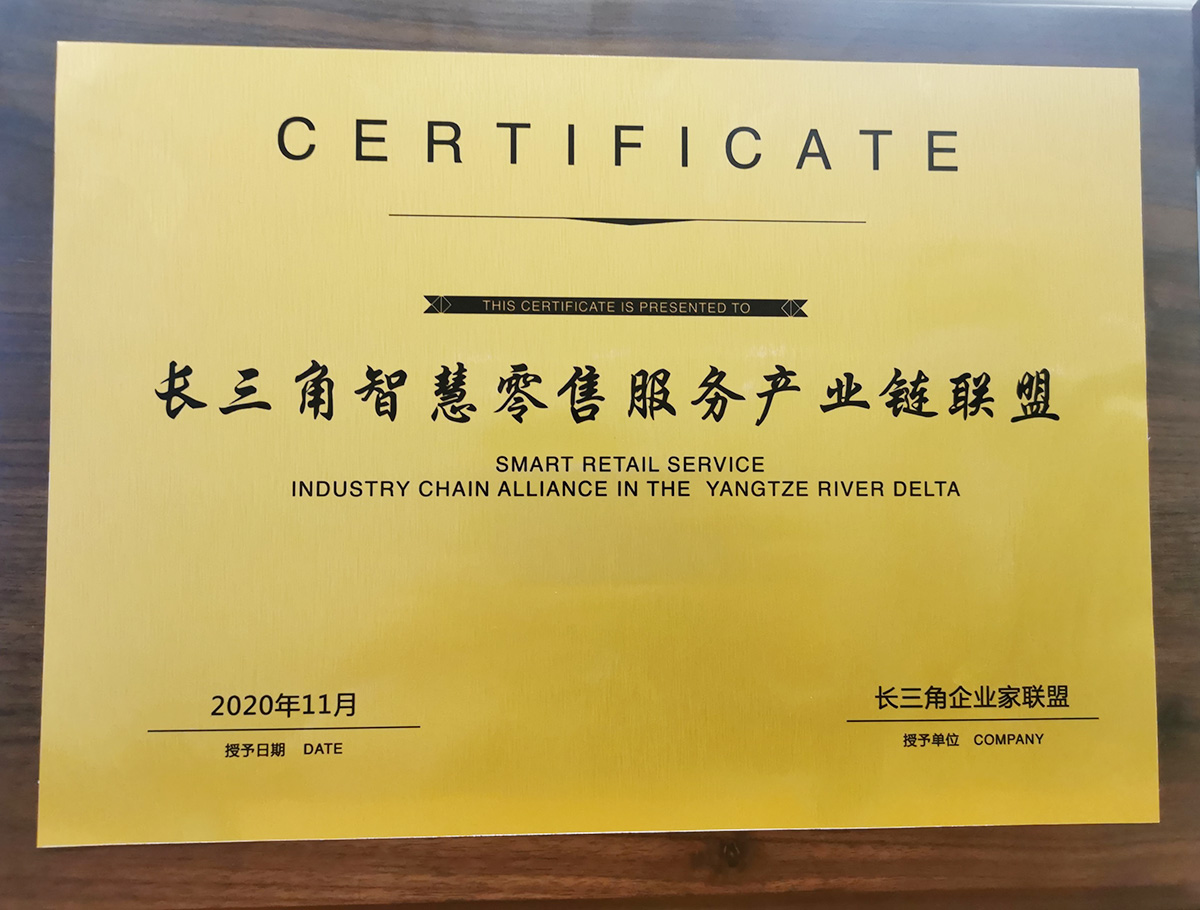 CERTIFICATE
THIS CERTIFICATE IS PRESENTED TO
长三角智慧零售服务产业链联盟
SMART RETAIL SERVICE
INDUSTRY CHAIN ALLIANCE IN THE YANGTZE RIVER DELTA
2020年11月
授予日期 DATE
长三角企业家联盟
授予单位 COMPANY